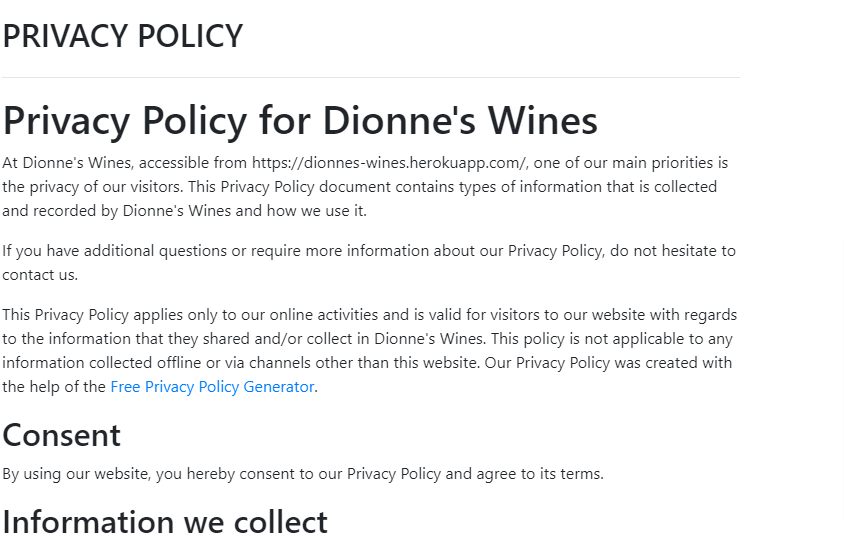 PRIVACY POLICY
Privacy Policy for Dionne's Wines
At Dionne's Wines, accessible from https://dionnes-wines.herokuapp.com/, one of our main priorities is
the privacy of our visitors. This Privacy Policy document contains types of information that is collected
and recorded by Dionne's Wines and how we use it.
If you have additional questions or require more information about our Privacy Policy, do not hesitate to
contact us.
This Privacy Policy applies only to our online activities and is valid for visitors to our website with regards
to the information that they shared and/or collect in Dionne's Wines. This policy is not applicable to any
information collected offline or via channels other than this website. Our Privacy Policy was created with
the help of the Free Privacy Policy Generator.
Consent
By using our website, you hereby consent to our Privacy Policy and agree to its terms.
Information we collect